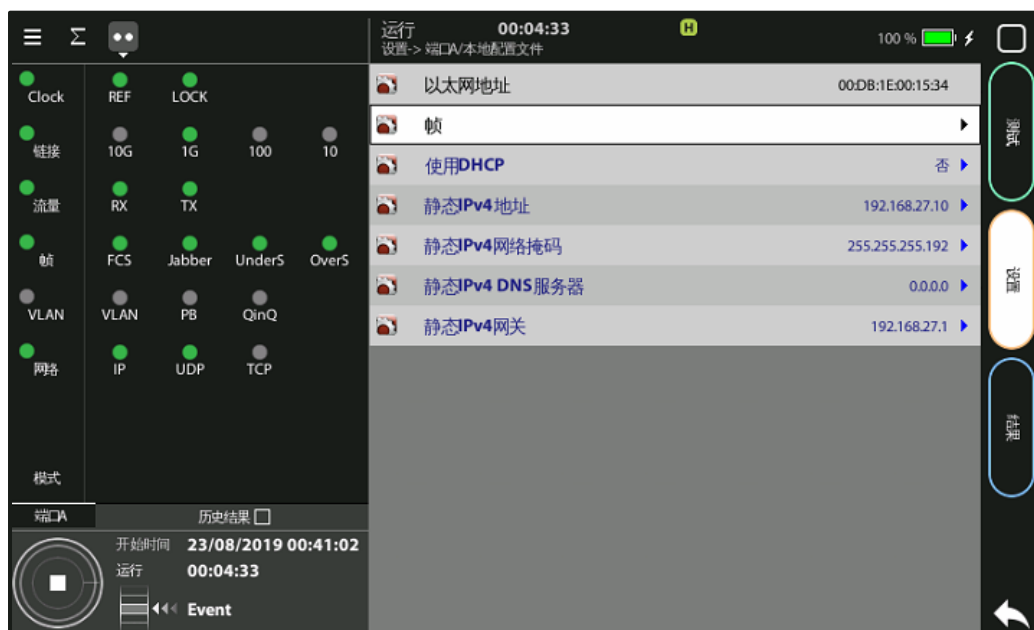 Σ
运行 00:04:33 H 100 %
设置-> 端口A/本地配置文件
Clock REF LOCK
链接 10G 1G 100 10
流量 RX TX
帧 FCS Jabber UnderS OverS
VLAN VLAN PB QinQ
网络 IP UDP TCP
模式
端口A 历史结果
开始时间 23/08/2019 00:41:02
运行 00:04:33
Event
以太网地址 00:DB:1E:00:15:34
帧
使用DHCP 否
静态IPv4地址 192.168.27.10
静态IPv4网络掩码 255.255.255.192
静态IPv4 DNS服务器 0.0.0.0
静态IPv4网关 192.168.27.1
测试
设置
结果